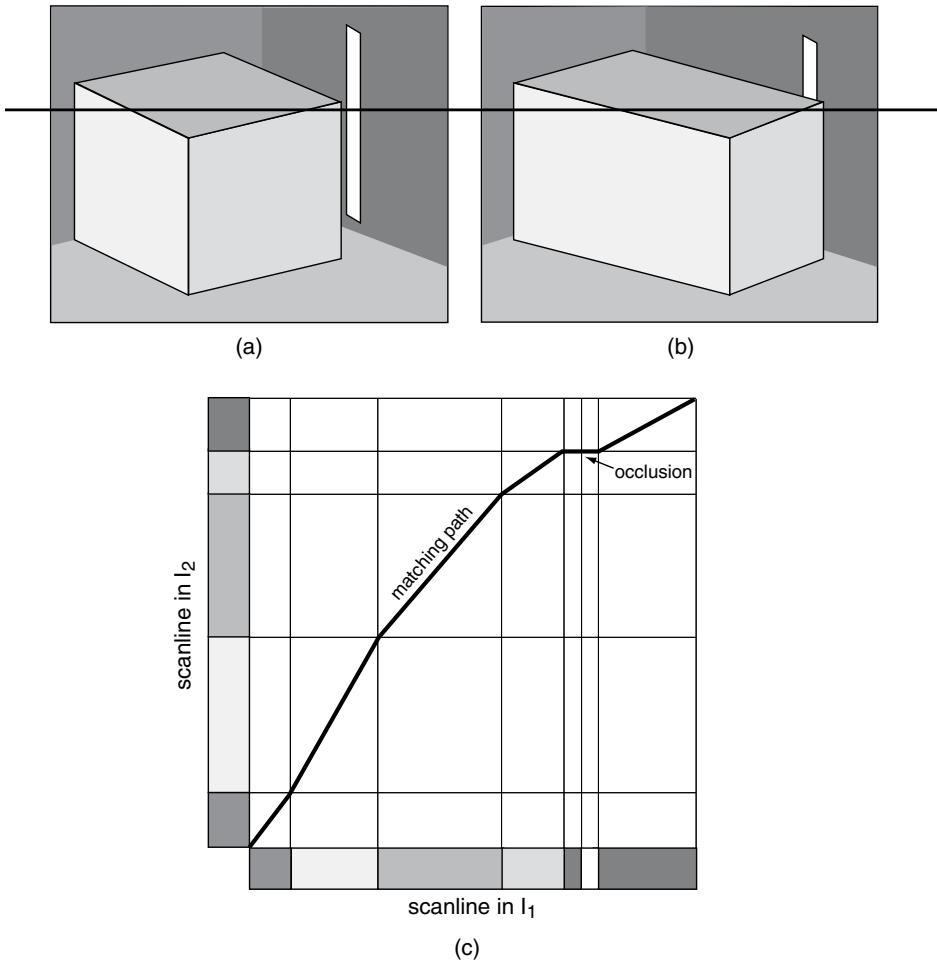 (a)
(b)
occlusion
matching path
scanline in I2
scanline in I1
(c)